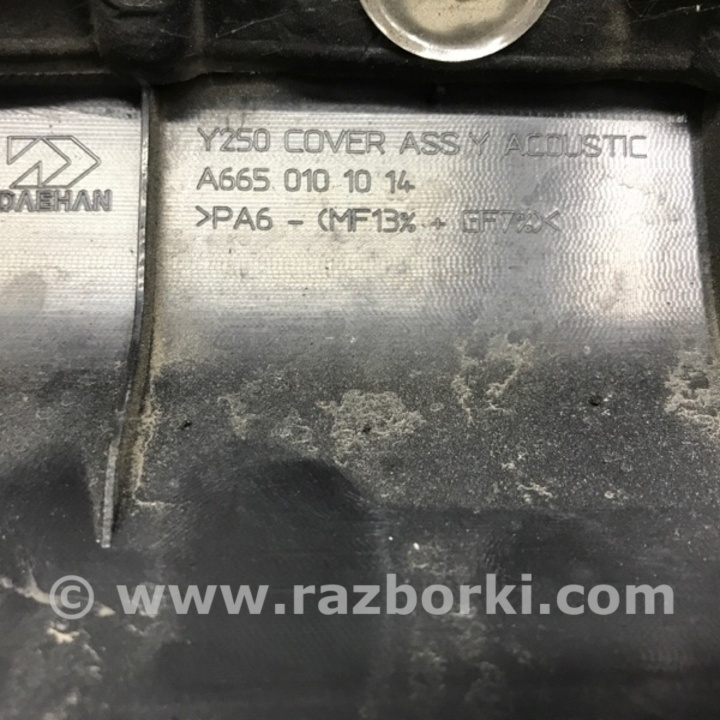 Y250 COVER ASS'Y ACOUSTIC
A665 010 10 14
>PA6 - (MF13% + GF7%)<
DAEHAN
© www.razborki.com